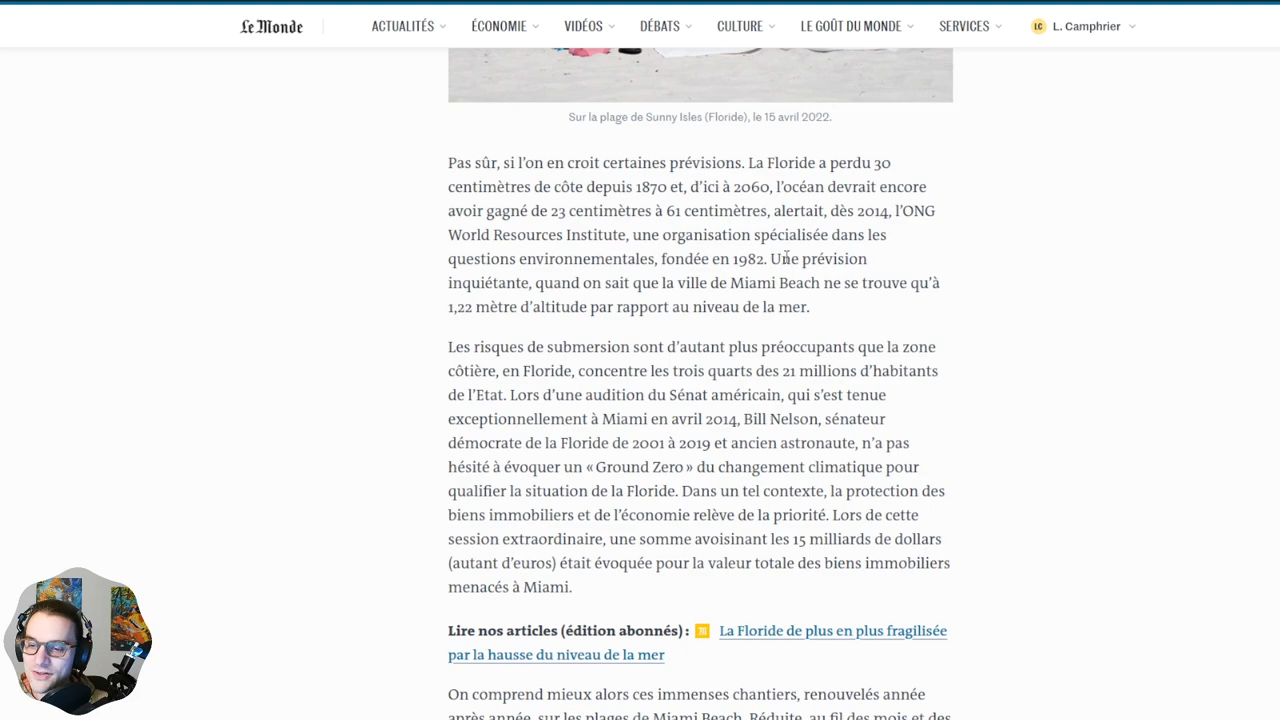 Le Monde
ACTUALITÉS ÉCONOMIE VIDÉOS DÉBATS CULTURE LE GOÛT DU MONDE SERVICES LC L. Camphrier
Sur la plage de Sunny Isles (Floride), le 15 avril 2022.
Pas sûr, si l’on en croit certaines prévisions. La Floride a perdu 30
centimètres de côte depuis 1870 et, d’ici à 2060, l’océan devrait encore
avoir gagné de 23 centimètres à 61 centimètres, alertait, dès 2014, l’ONG
World Resources Institute, une organisation spécialisée dans les
questions environnementales, fondée en 1982. Une prévision
inquiétante, quand on sait que la ville de Miami Beach ne se trouve qu’à
1,22 mètre d’altitude par rapport au niveau de la mer.
Les risques de submersion sont d’autant plus préoccupants que la zone
côtière, en Floride, concentre les trois quarts des 21 millions d’habitants
de l’Etat. Lors d’une audition du Sénat américain, qui s’est tenue
exceptionnellement à Miami en avril 2014, Bill Nelson, sénateur
démocrate de la Floride de 2001 à 2019 et ancien astronaute, n’a pas
hésité à évoquer un « Ground Zero » du changement climatique pour
qualifier la situation de la Floride. Dans un tel contexte, la protection des
biens immobiliers et de l’économie relève de la priorité. Lors de cette
session extraordinaire, une somme avoisinant les 15 milliards de dollars
(autant d’euros) était évoquée pour la valeur totale des biens immobiliers
menacés à Miami.
Lire nos articles (édition abonnés) : La Floride de plus en plus fragilisée
par la hausse du niveau de la mer
On comprend mieux alors ces immenses chantiers, renouvelés année
après année, sur les plages de Miami Beach. Réduite, au fil des mois et des